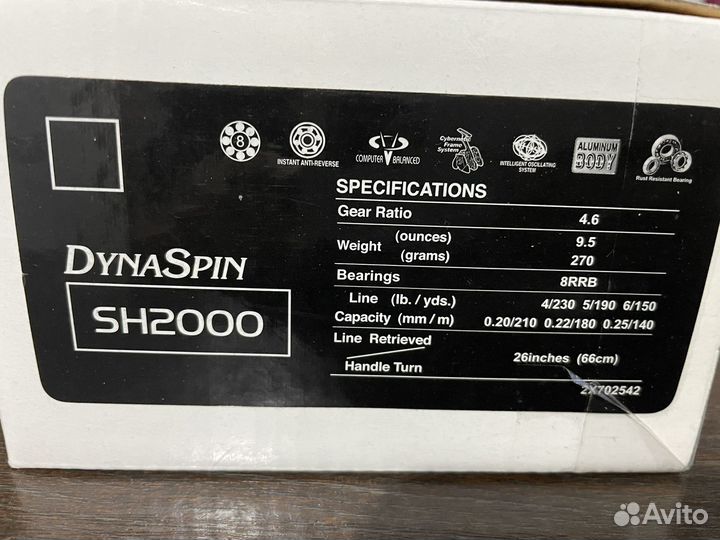 8
INSTANT ANTI-REVERSE
COMPUTER BALANCED
Cybernetic
Frame
System
INTELLIGENT OSCILLATING
SYSTEM
ALUMINUM
BODY
Rust Resistant Bearing
DYNASPIN
SH2000
SPECIFICATIONS
Gear Ratio 4.6
Weight (ounces) 9.5
(grams) 270
Bearings 8RRB
Line (lb. / yds.) 4/230 5/190 6/150
Capacity (mm / m) 0.20/210 0.22/180 0.25/140
Line Retrieved
Handle Turn 26inches (66cm)
2X702542
Avito